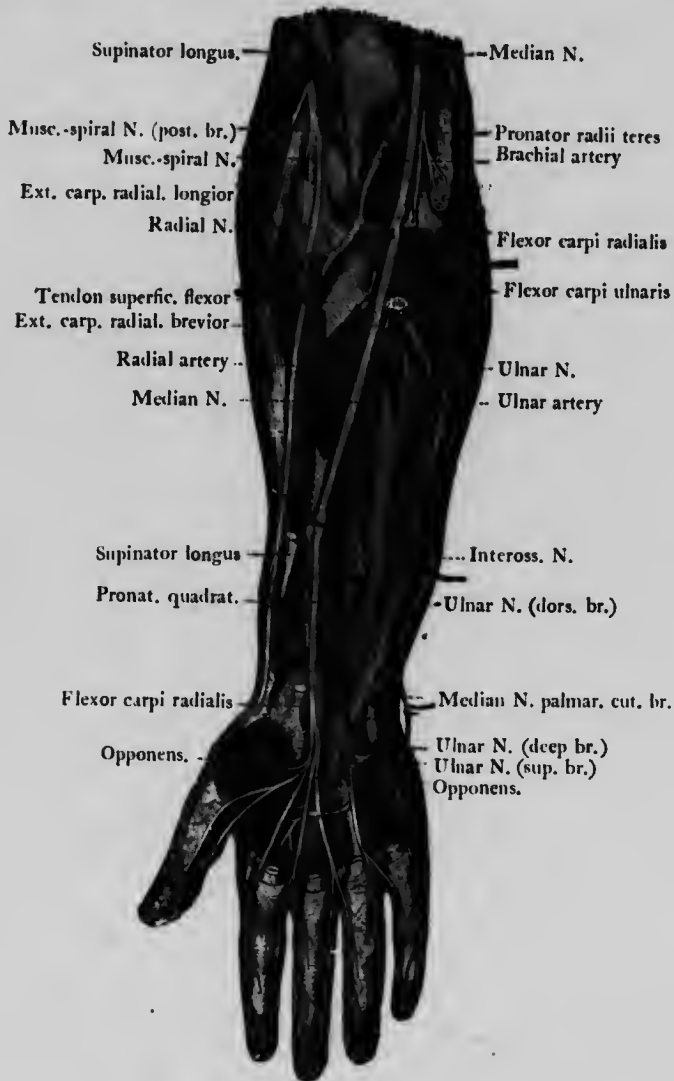 Supinator longus.
Musc.-spiral N. (post. br.)
Musc.-spiral N.
Ext. carp. radial. longior
Radial N.
Tendon superfic. flexor
Ext. carp. radial. brevior
Radial artery
Median N.
Supinator longus
Pronat. quadrat.
Flexor carpi radialis
Opponens.
Median N.
Pronator radii teres
Brachial artery
Flexor carpi radialis
Flexor carpi ulnaris
Ulnar N.
Ulnar artery
Inteross. N.
Ulnar N. (dors. br.)
Median N. palmar. cut. br.
Ulnar N. (deep br.)
Ulnar N. (sup. br.)
Opponens.